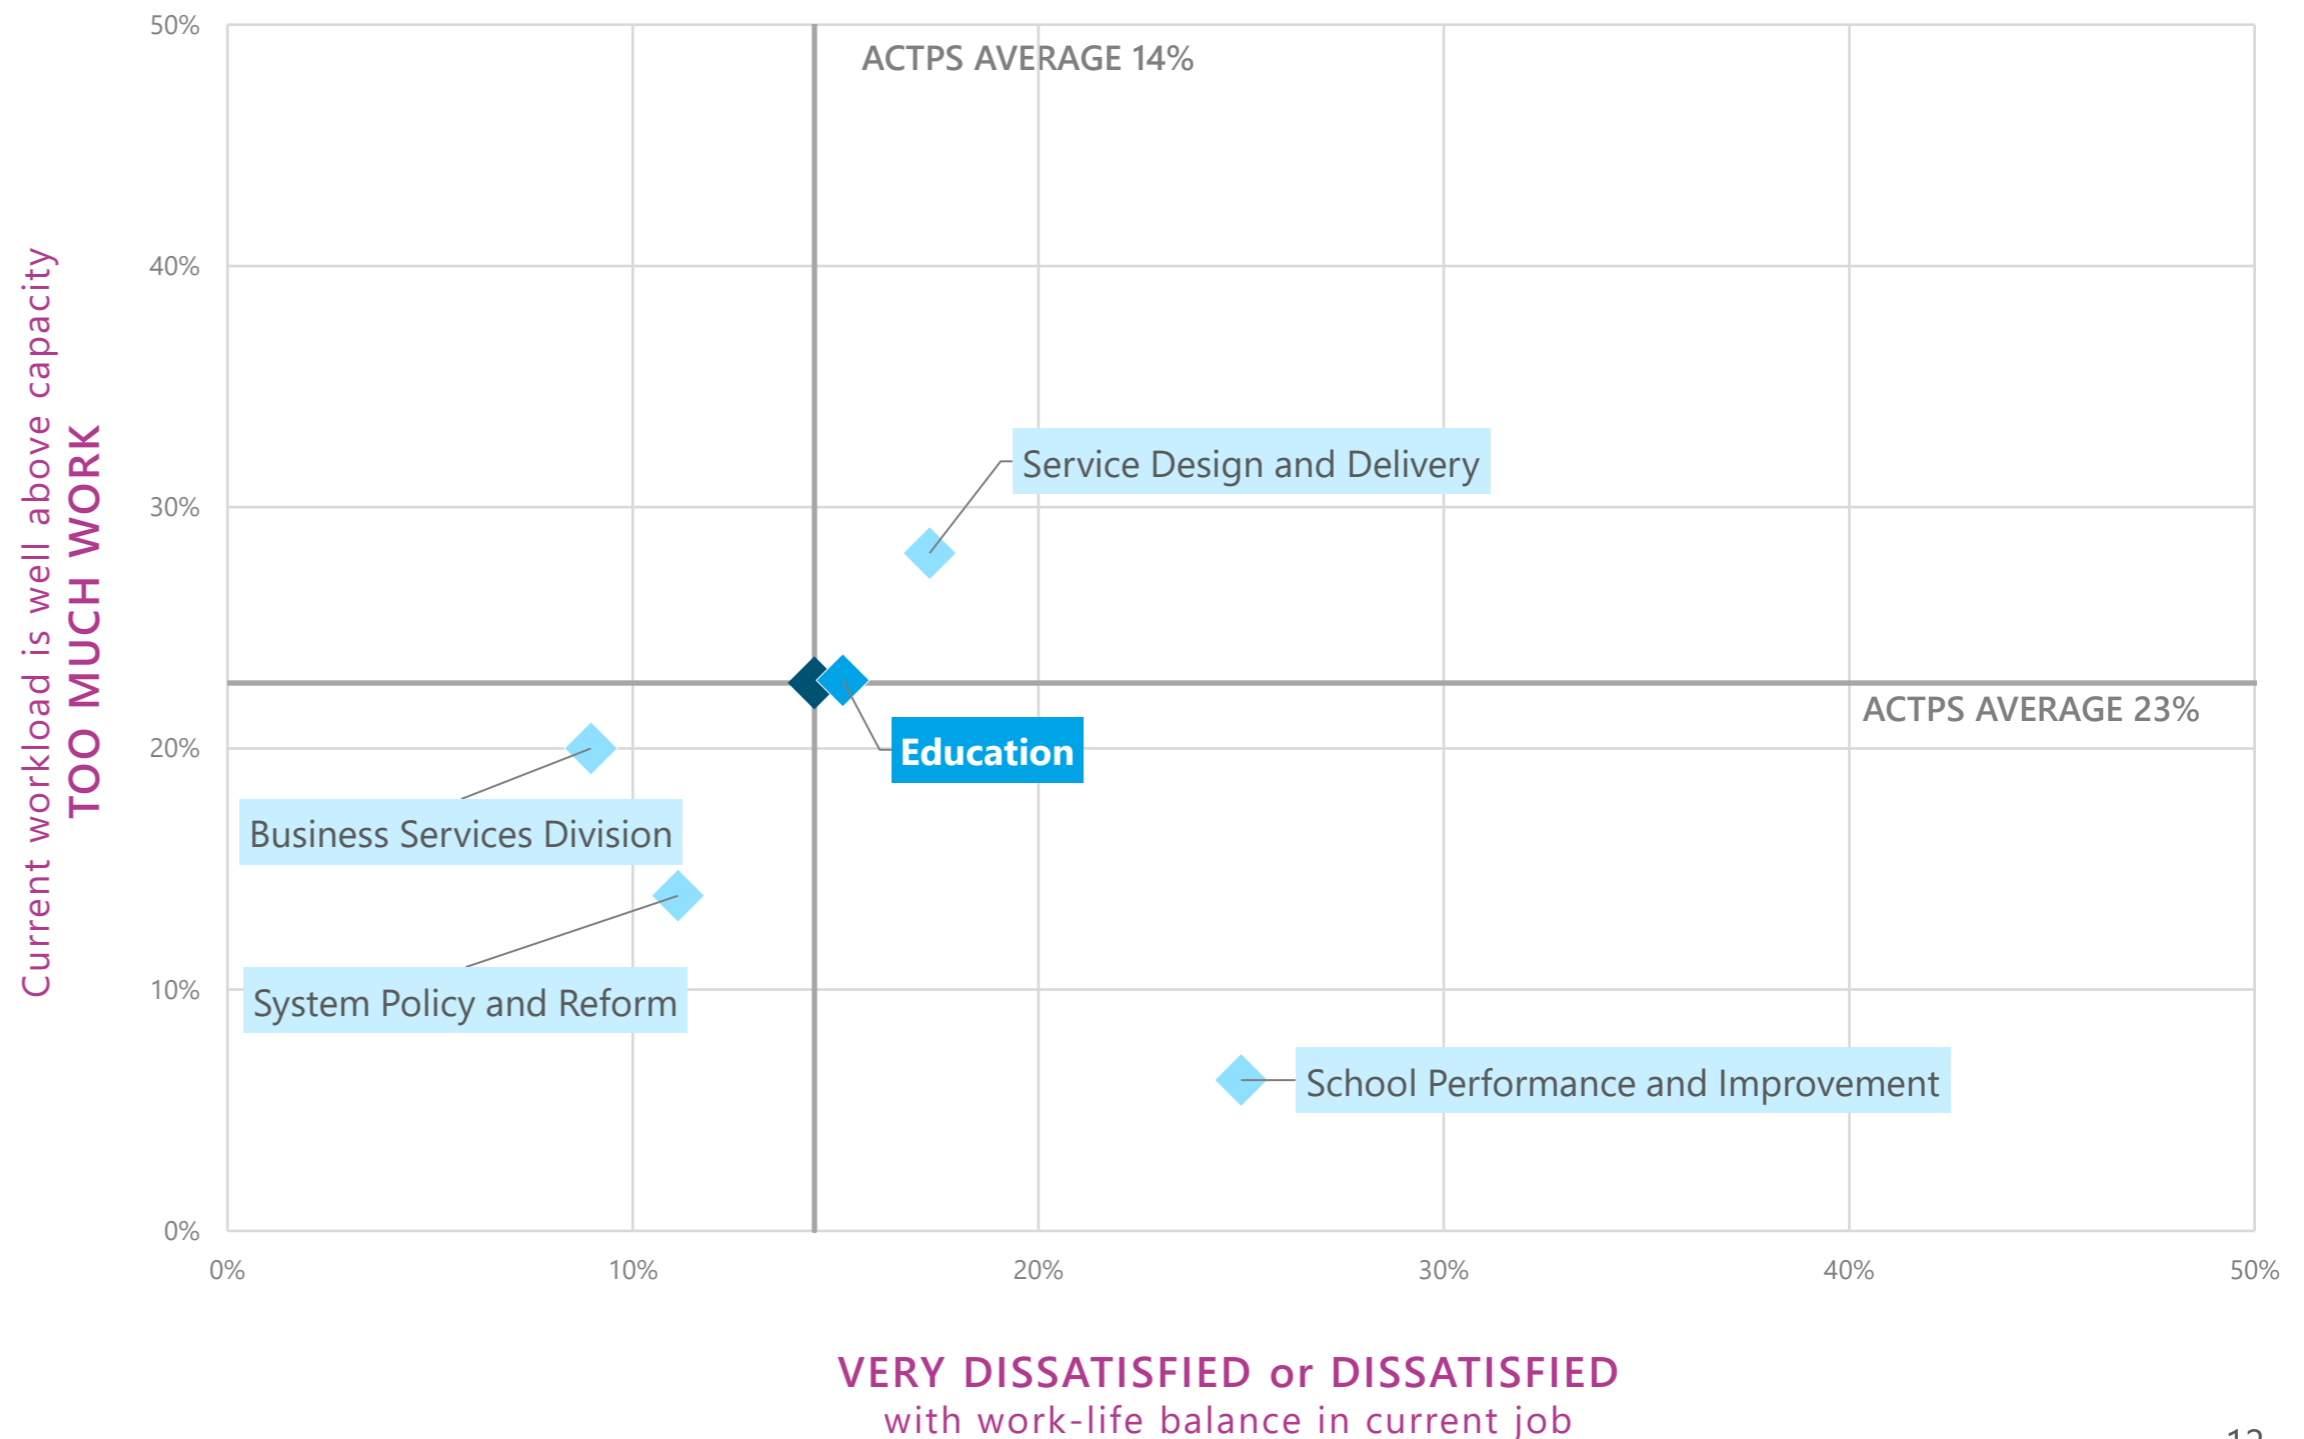 50%
ACTPS AVERAGE 14%
40%
Current workload is well above capacity
TOO MUCH WORK
Service Design and Delivery
30%
ACTPS AVERAGE 23%
20%
Education
Business Services Division
10%
System Policy and Reform
School Performance and Improvement
0%
0% 10% 20% 30% 40% 50%
VERY DISSATISFIED or DISSATISFIED
with work-life balance in current job